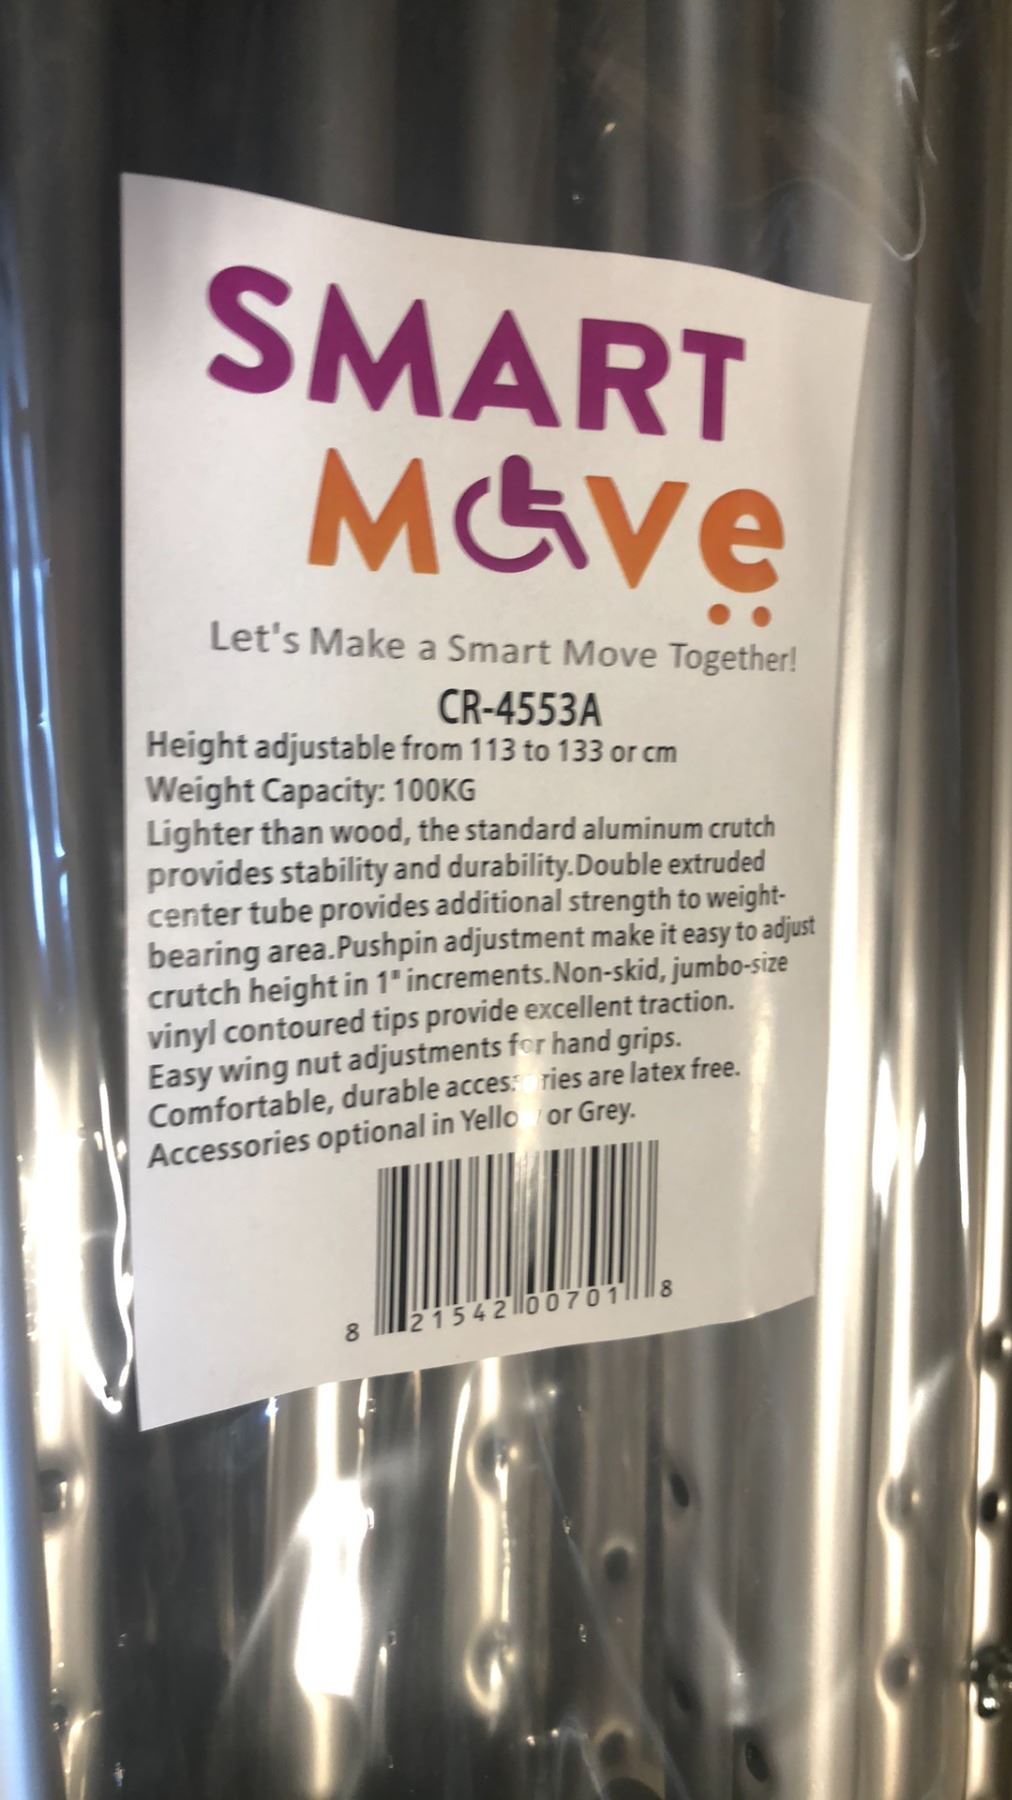 SMART
MOVe
Let's Make a Smart Move Together!
CR-4553A
Height adjustable from 113 to 133 or cm
Weight Capacity: 100KG
Lighter than wood, the standard aluminum crutch
provides stability and durability.Double extruded
center tube provides additional strength to weight-
bearing area.Pushpin adjustment make it easy to adjust
crutch height in 1" increments.Non-skid, jumbo-size
vinyl contoured tips provide excellent traction.
Easy wing nut adjustments for hand grips.
Comfortable, durable accessories are latex free.
Accessories optional in Yellow or Grey.
8 21542 00701 8